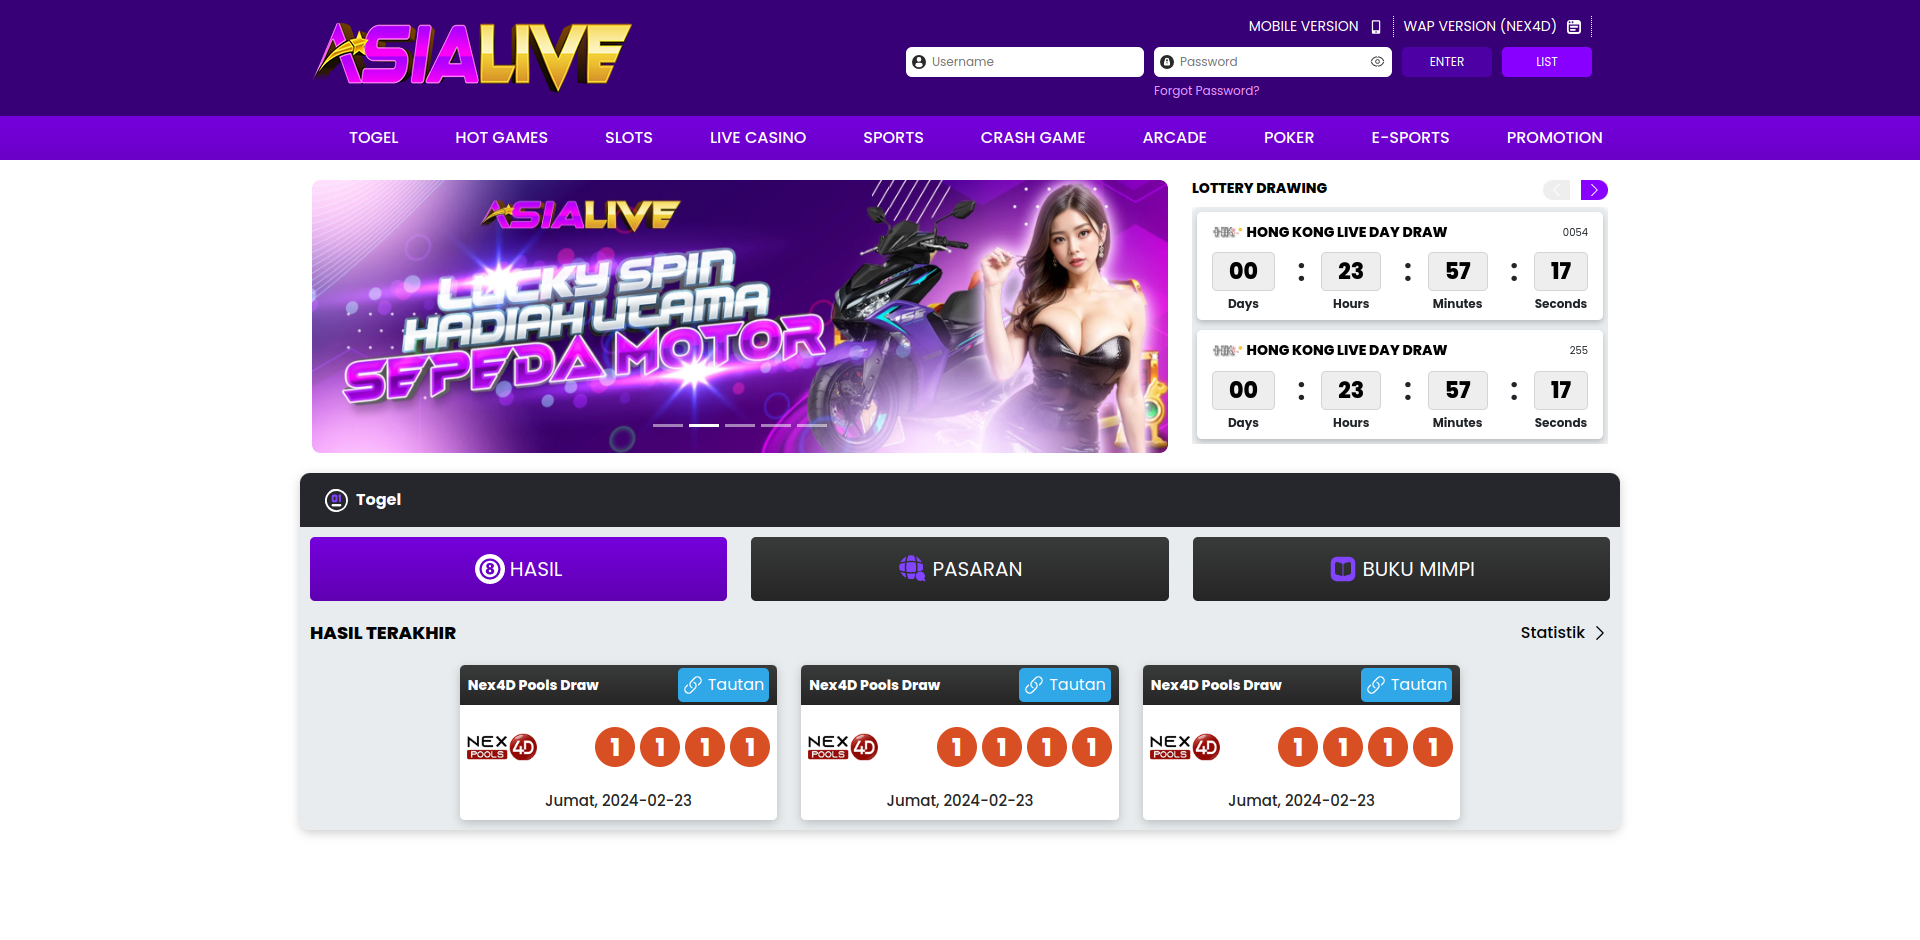 ASIALIVE
MOBILE VERSION
WAP VERSION (NEX4D)
Username
Password
ENTER
LIST
Forgot Password?
TOGEL
HOT GAMES
SLOTS
LIVE CASINO
SPORTS
CRASH GAME
ARCADE
POKER
E-SPORTS
PROMOTION
ASIALIVE
LUCKY SPIN
HADIAH UTAMA
SEPEDA MOTOR
LOTTERY DRAWING
HONG KONG LIVE DAY DRAW
0054
00 : 23 : 57 : 17
Days Hours Minutes Seconds
HONG KONG LIVE DAY DRAW
255
00 : 23 : 57 : 17
Days Hours Minutes Seconds
01 Togel
8 HASIL
PASARAN
BUKU MIMPI
HASIL TERAKHIR
Statistik
Nex4D Pools Draw
Tautan
NEX
POOLS 4D
1 1 1 1
Jumat, 2024-02-23
Nex4D Pools Draw
Tautan
NEX
POOLS 4D
1 1 1 1
Jumat, 2024-02-23
Nex4D Pools Draw
Tautan
NEX
POOLS 4D
1 1 1 1
Jumat, 2024-02-23